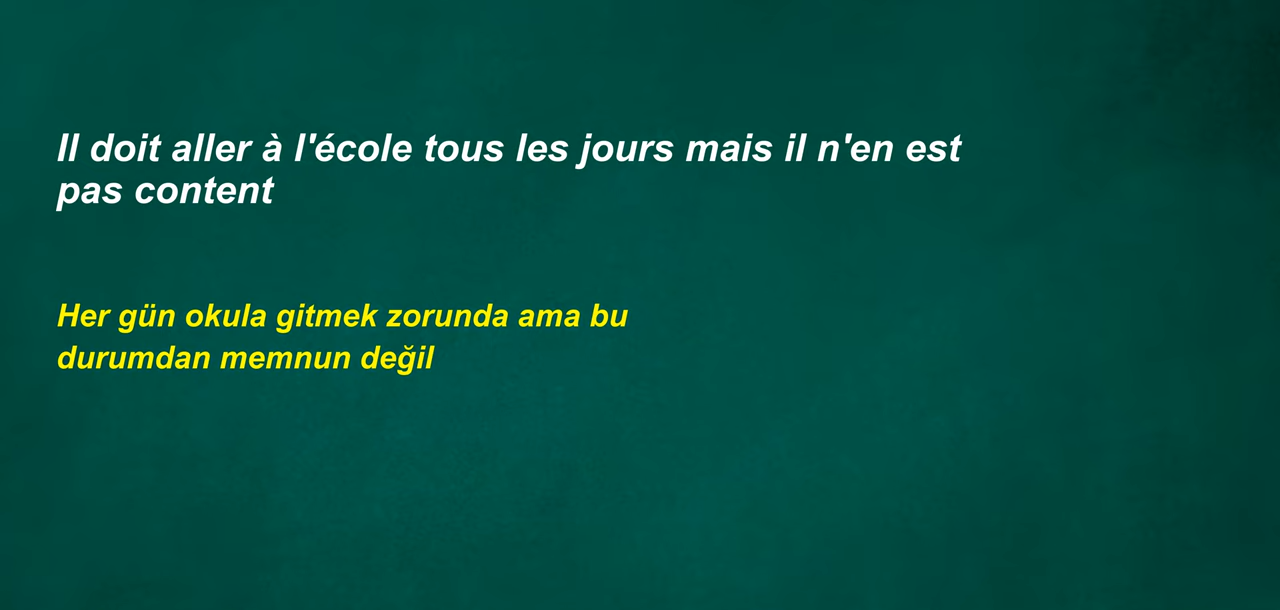 Il doit aller à l'école tous les jours mais il n'en est
pas content
Her gün okula gitmek zorunda ama bu
durumdan memnun değil